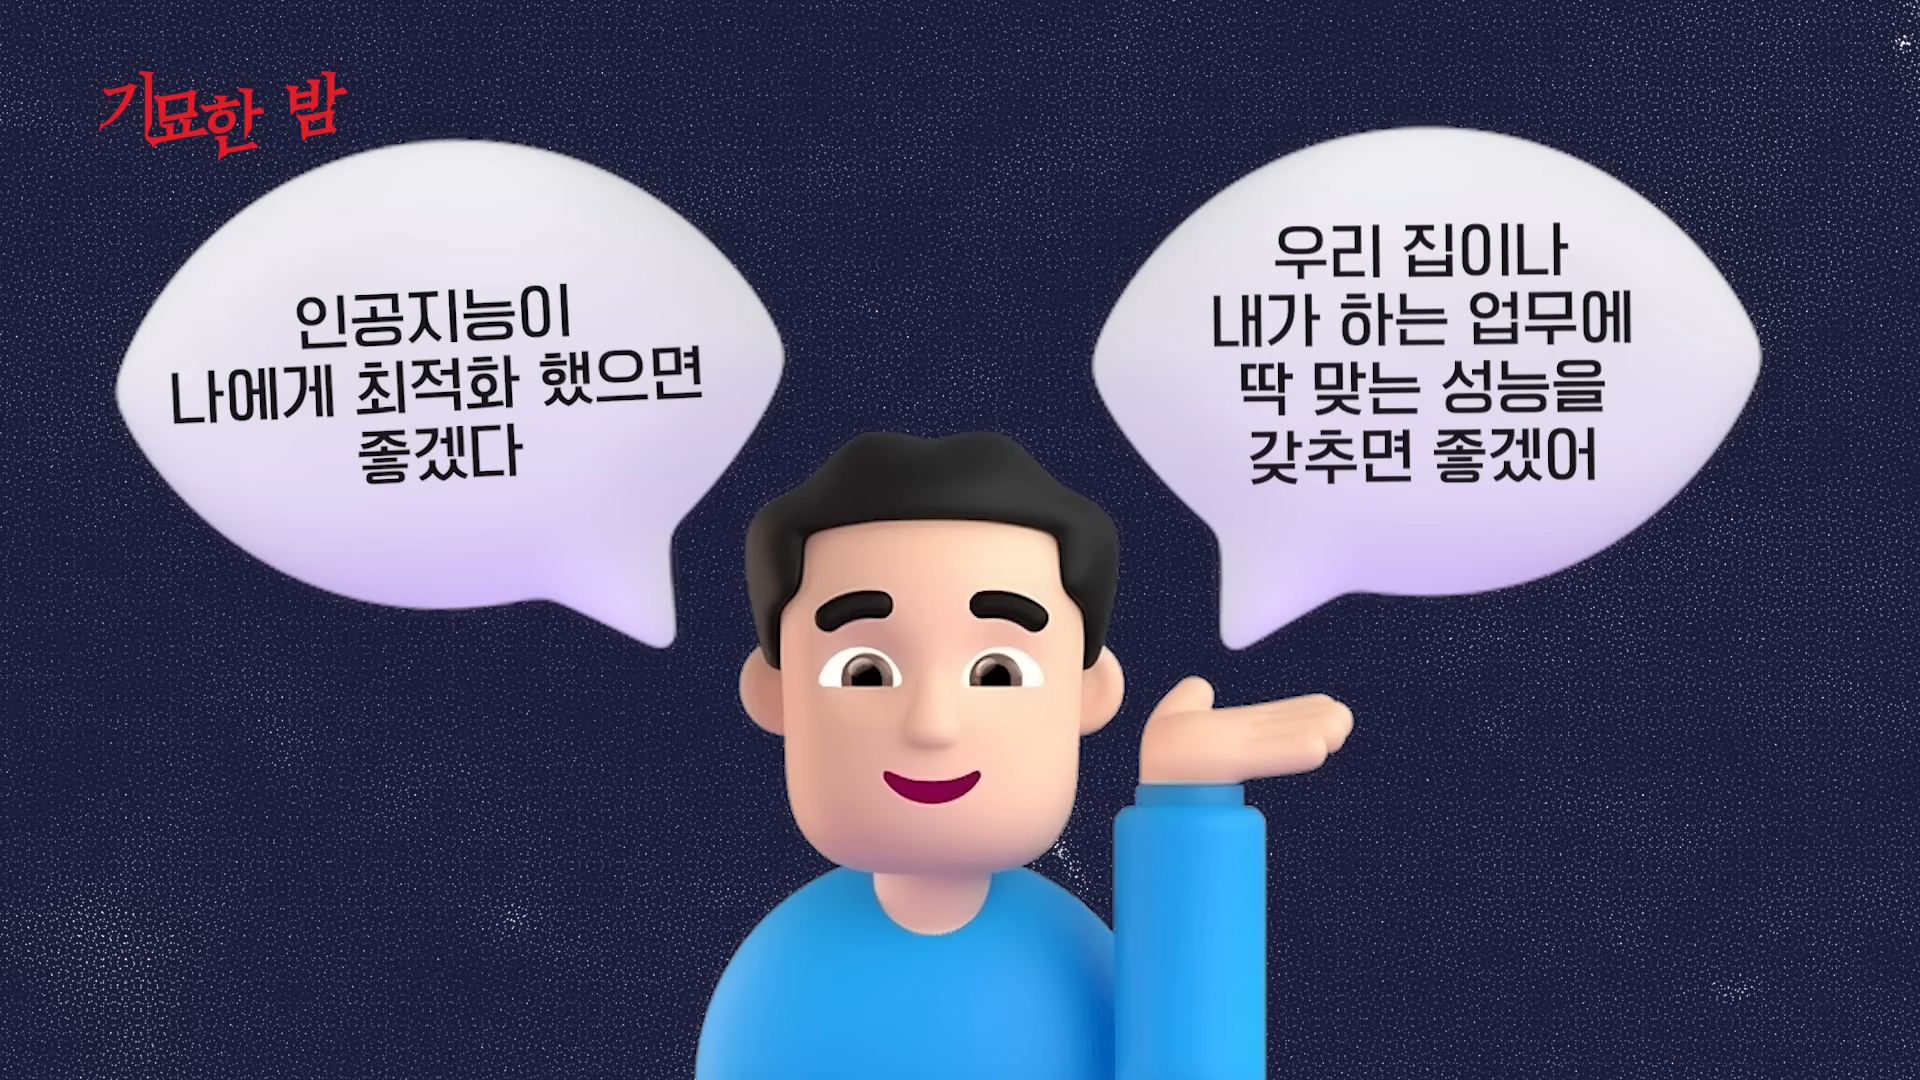 기묘한 밤
인공지능이
나에게 최적화 했으면
좋겠다
우리 집이나
내가 하는 업무에
딱 맞는 성능을
갖추면 좋겠어